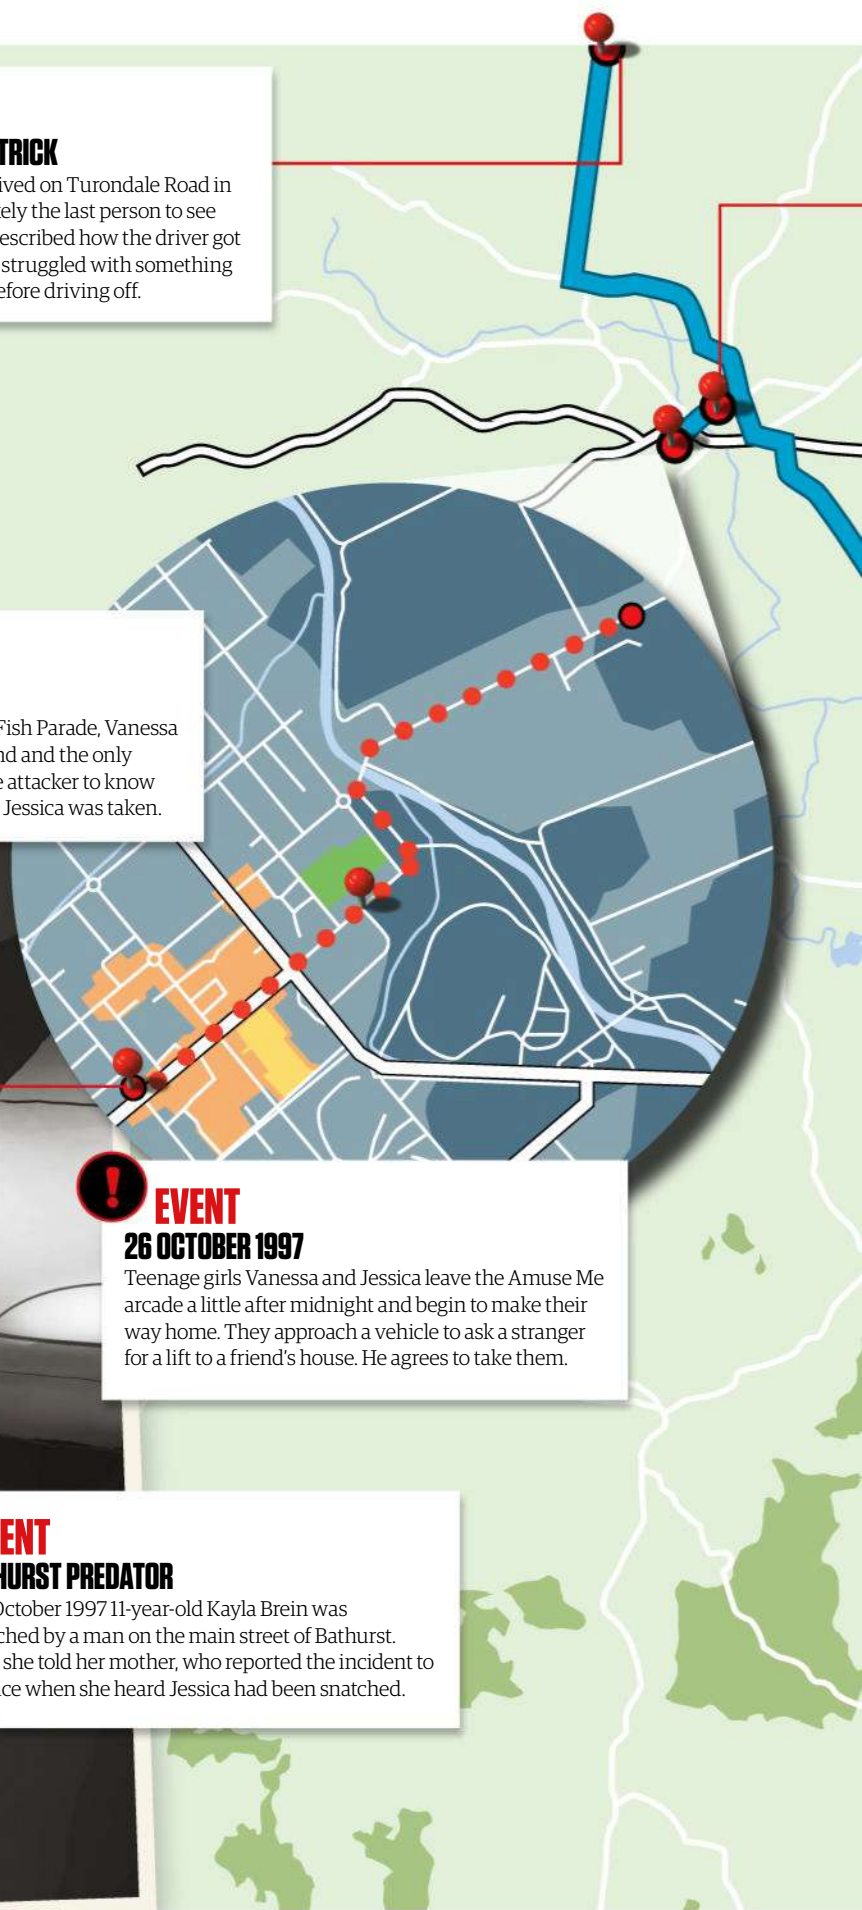 TRICK
ived on Turondale Road in
ely the last person to see
escribed how the driver got
struggled with something
efore driving off.
Fish Parade, Vanessa
nd and the only
e attacker to know
Jessica was taken.
!
EVENT
26 OCTOBER 1997
Teenage girls Vanessa and Jessica leave the Amuse Me
arcade a little after midnight and begin to make their
way home. They approach a vehicle to ask a stranger
for a lift to a friend's house. He agrees to take them.
ENT
HURST PREDATOR
October 1997 11-year-old Kayla Brein was
ched by a man on the main street of Bathurst.
she told her mother, who reported the incident to
ce when she heard Jessica had been snatched.